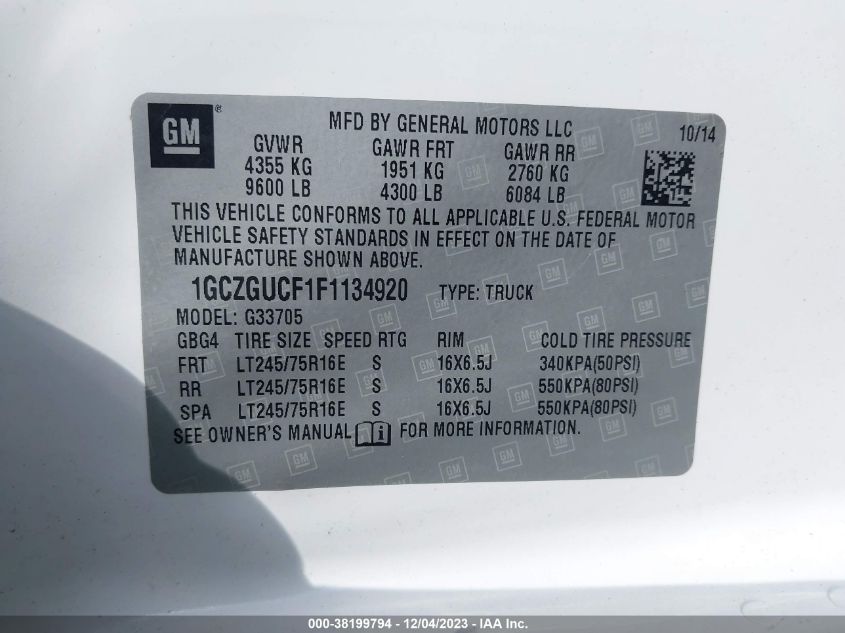 GM ®
MFD BY GENERAL MOTORS LLC
10/14
GVWR GAWR FRT GAWR RR
4355 KG 1951 KG 2760 KG
9600 LB 4300 LB 6084 LB
THIS VEHICLE CONFORMS TO ALL APPLICABLE U.S. FEDERAL MOTOR
VEHICLE SAFETY STANDARDS IN EFFECT ON THE DATE OF
MANUFACTURE SHOWN ABOVE.
1GCZGUCF1F1134920 TYPE: TRUCK
MODEL: G33705
GBG4 TIRE SIZE SPEED RTG RIM COLD TIRE PRESSURE
FRT LT245/75R16E S 16X6.5J 340KPA(50PSI)
RR LT245/75R16E S 16X6.5J 550KPA(80PSI)
SPA LT245/75R16E S 16X6.5J 550KPA(80PSI)
SEE OWNER'S MANUAL i FOR MORE INFORMATION.
000-38199794 - 12/04/2023 - IAA Inc.